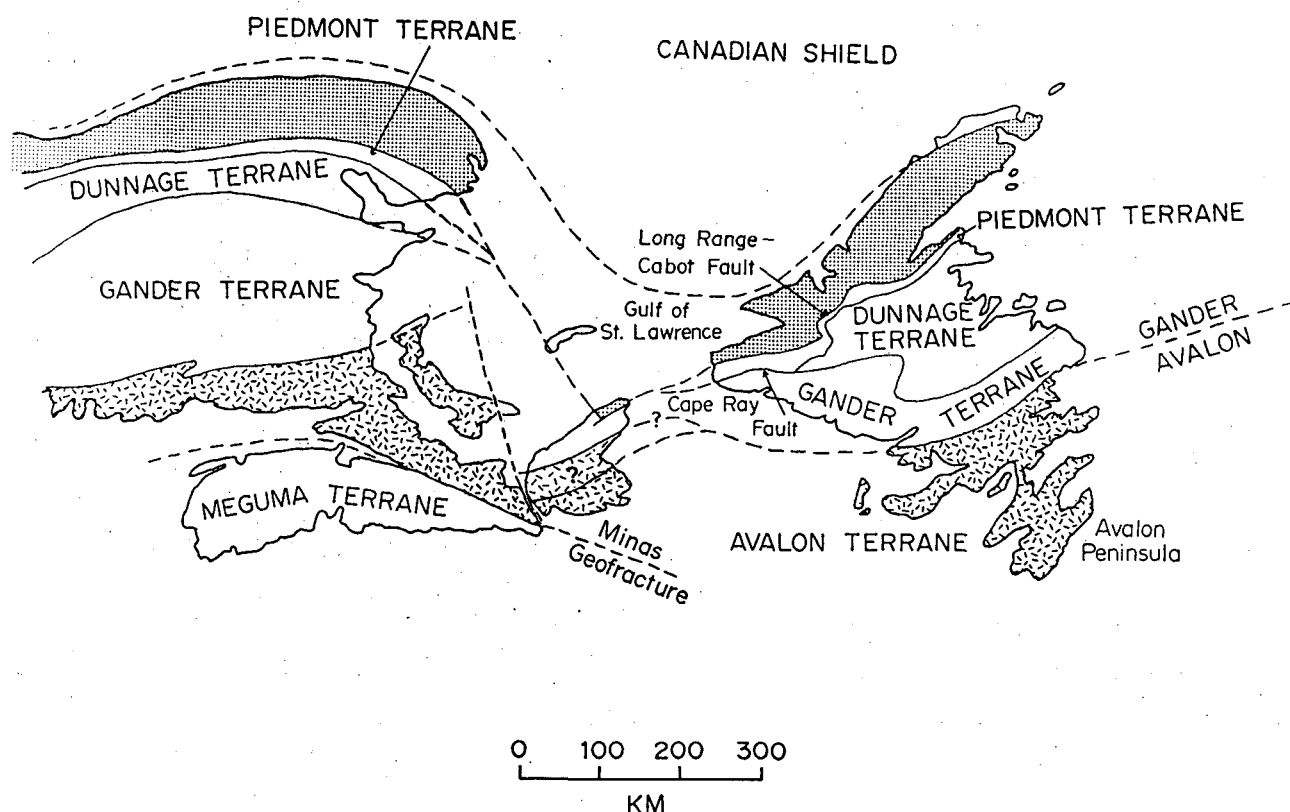 PIEDMONT TERRANE
CANADIAN SHIELD
DUNNAGE TERRANE
PIEDMONT TERRANE
Long Range-
Cabot Fault
GANDER TERRANE
Gulf of
St. Lawrence
DUNNAGE
TERRANE
GANDER
AVALON
GANDER TERRANE
Cape Ray
Fault
?
?
MEGUMA TERRANE
Minas
Geofracture
AVALON TERRANE
Avalon
Peninsula
0 100 200 300
KM